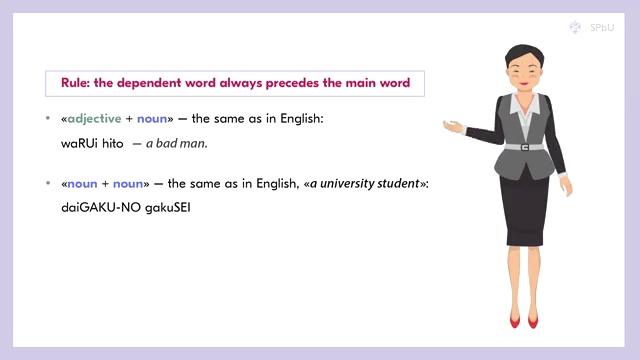 SPbU
Rule: the dependent word always precedes the main word
• «adjective + noun» – the same as in English:
waRUi hito – a bad man.
• «noun + noun» – the same as in English, «a university student»:
daiGAKU-NO gakuSEI